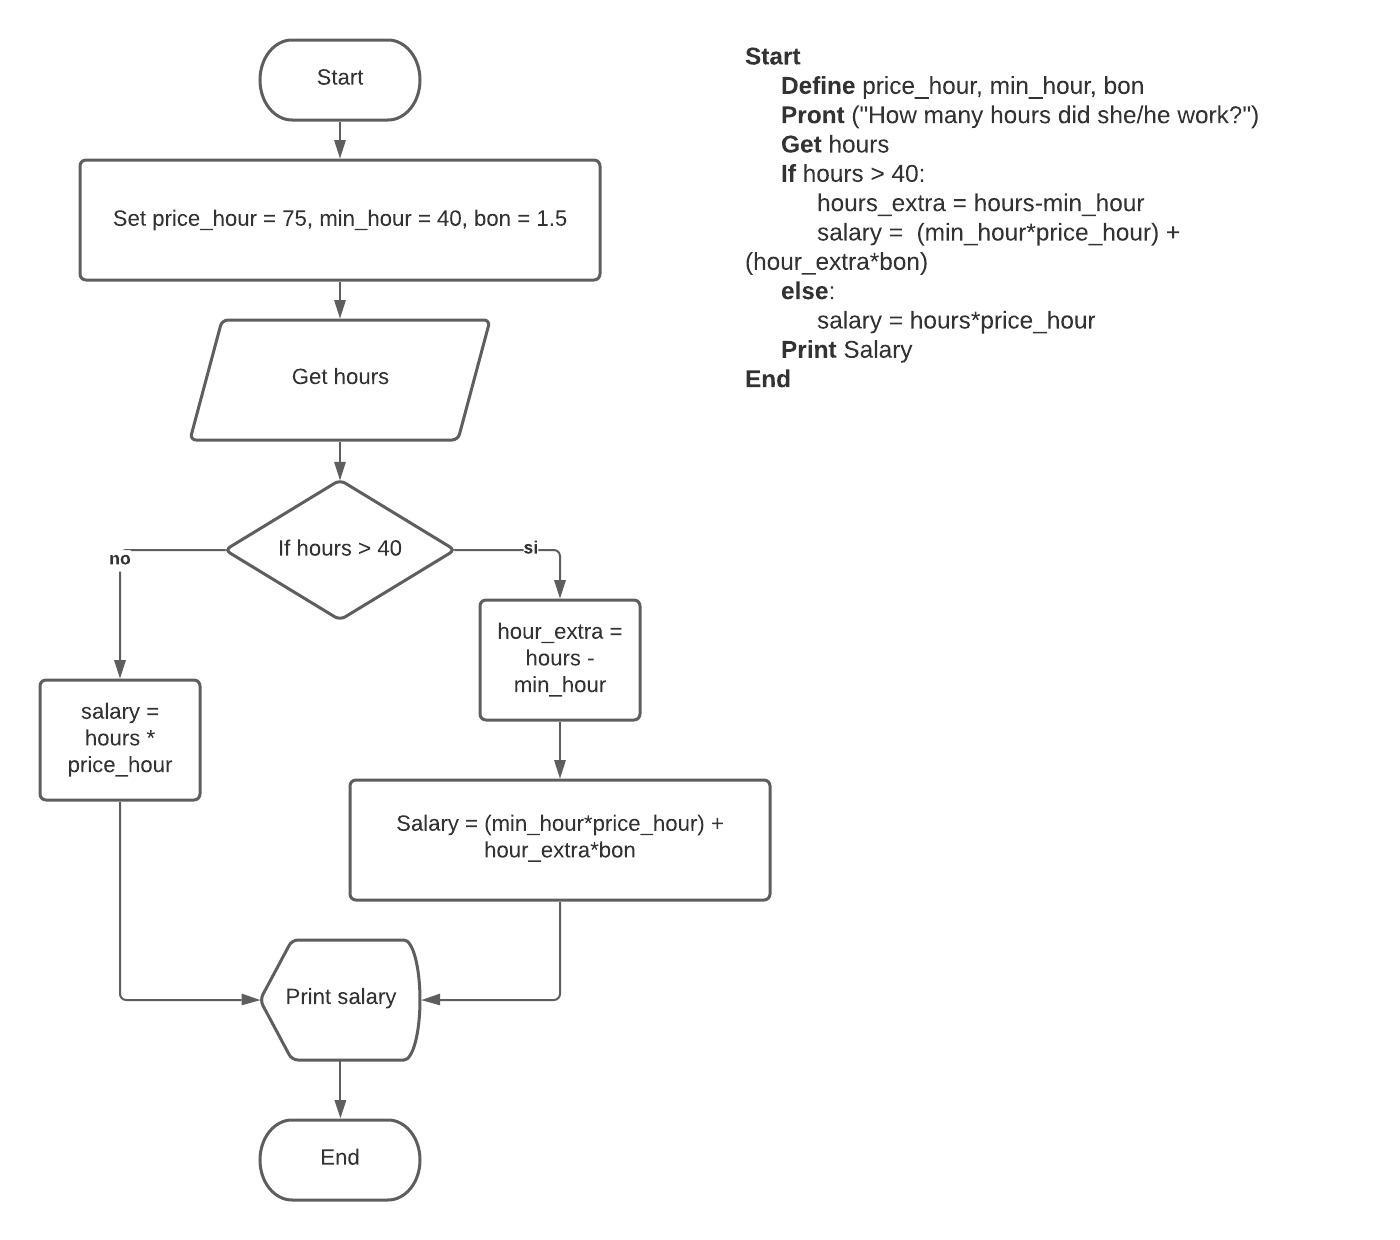 Start
Set price_hour = 75, min_hour = 40, bon = 1.5
Get hours
If hours > 40
no
si
hour_extra =
hours -
min_hour
salary =
hours *
price_hour
Salary = (min_hour*price_hour) +
hour_extra*bon
Print salary
End
Start
Define price_hour, min_hour, bon
Pront ("How many hours did she/he work?")
Get hours
If hours > 40:
hours_extra = hours-min_hour
salary =  (min_hour*price_hour) +
(hour_extra*bon)
else:
salary = hours*price_hour
Print Salary
End